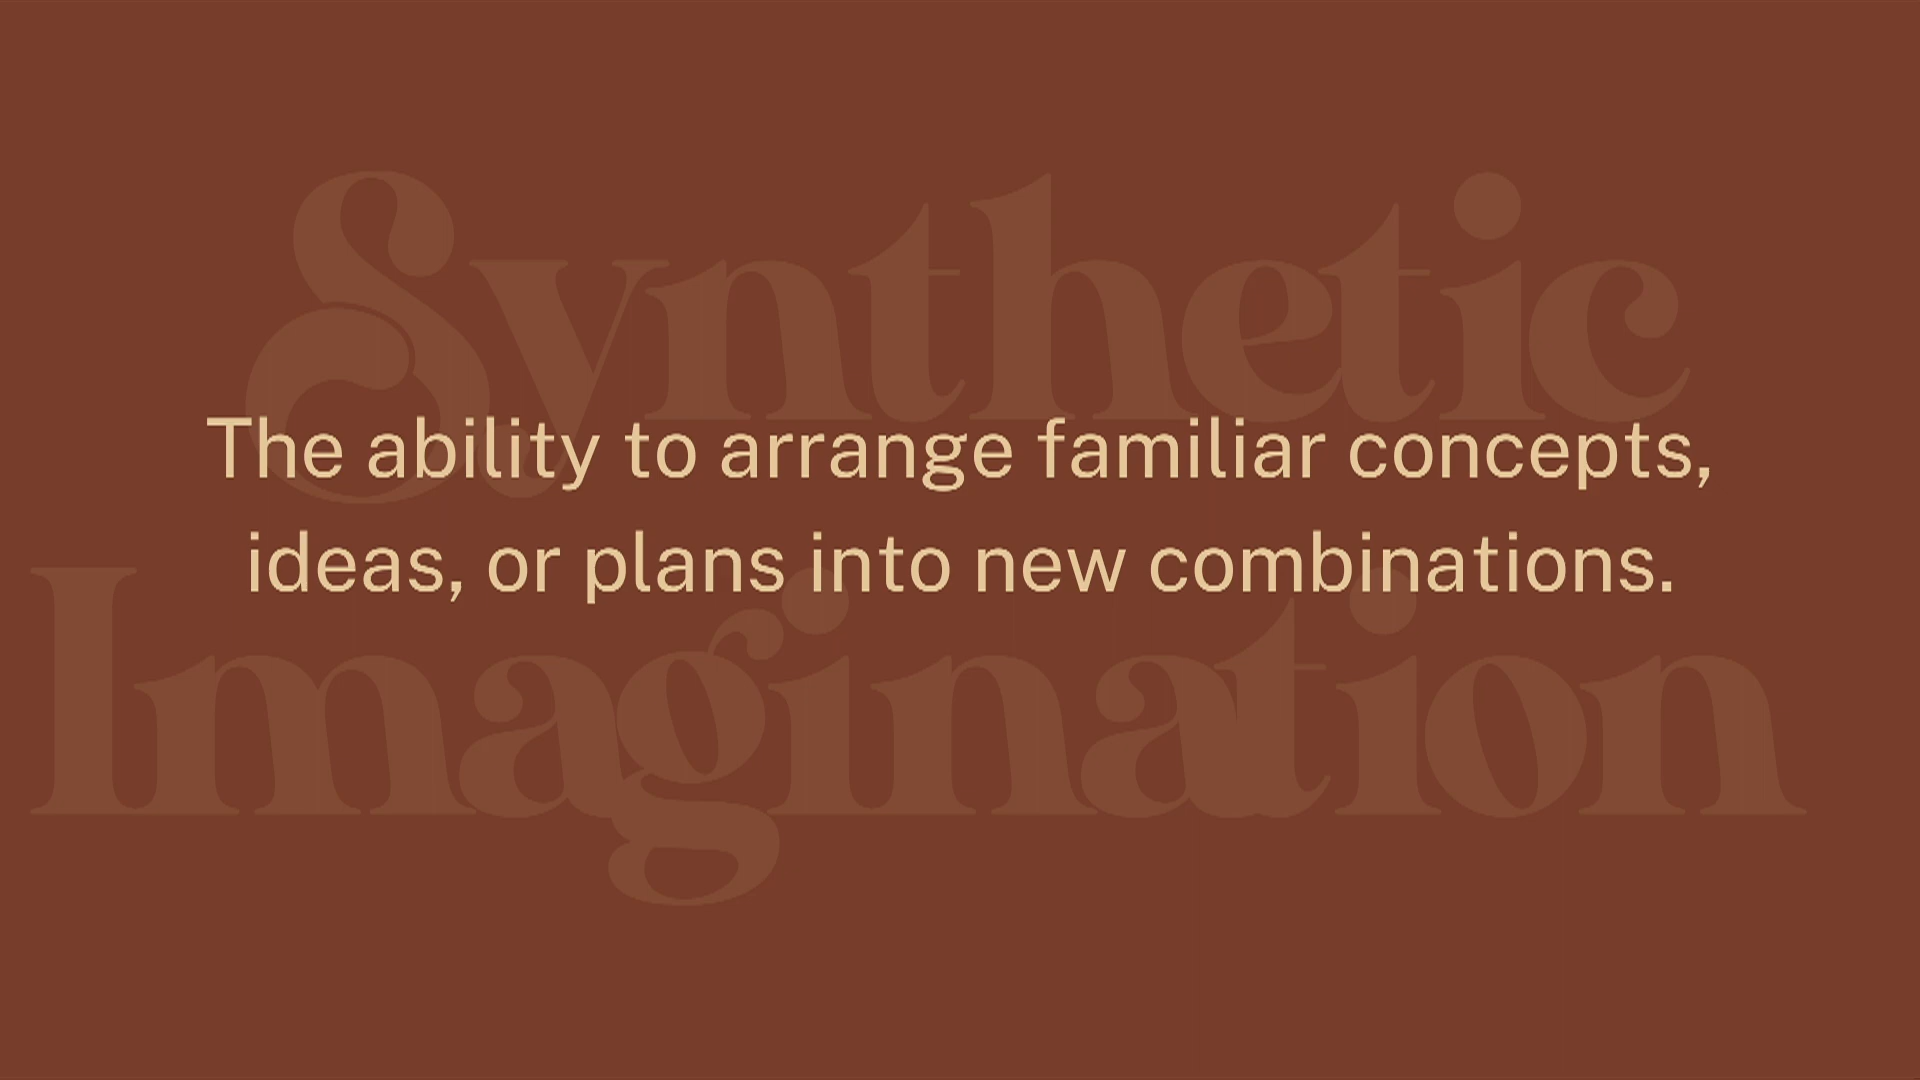 Synthetic
The ability to arrange familiar concepts,
ideas, or plans into new combinations.
Imagination